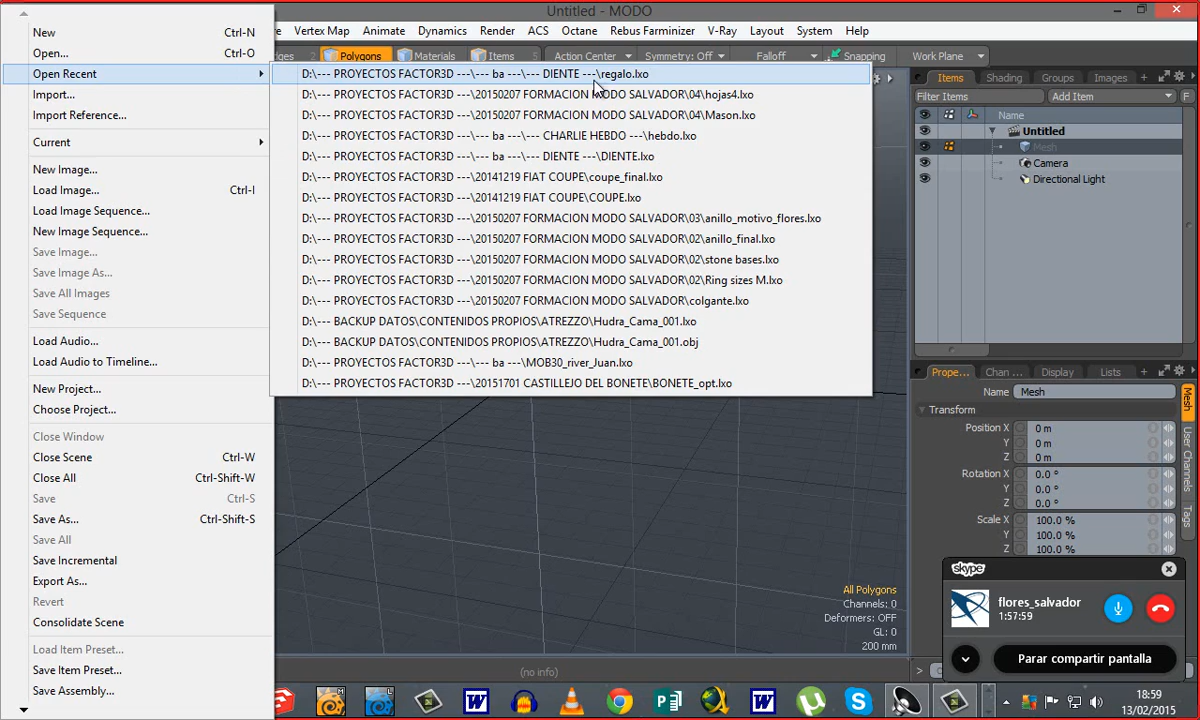 Untitled - MODO
Vertex Map Animate Dynamics Render ACS Octane Rebus Farminizer V-Ray Layout System Help
2 Polygons Materials 5 Items Action Center Symmetry: Off Falloff Snapping Work Plane
New Ctrl-N
Open... Ctrl-O
Open Recent
Import...
Import Reference...
Current
New Image...
Load Image... Ctrl-I
Load Image Sequence...
New Image Sequence...
Save Image...
Save Image As...
Save All Images
Save Sequence
Load Audio...
Load Audio to Timeline...
New Project...
Choose Project...
Close Window
Close Scene Ctrl-W
Close All Ctrl-Shift-W
Save Ctrl-S
Save As... Ctrl-Shift-S
Save All
Save Incremental
Export As...
Revert
Consolidate Scene
Load Item Preset...
Save Item Preset...
Save Assembly...
D:\--- PROYECTOS FACTOR3D ---\--- ba ---\--- DIENTE ---\regalo.lxo
D:\--- PROYECTOS FACTOR3D ---\20150207 FORMACION MODO SALVADOR\04\hojas4.lxo
D:\--- PROYECTOS FACTOR3D ---\20150207 FORMACION MODO SALVADOR\04\Mason.lxo
D:\--- PROYECTOS FACTOR3D ---\--- ba ---\--- CHARLIE HEBDO ---\hebdo.lxo
D:\--- PROYECTOS FACTOR3D ---\--- ba ---\--- DIENTE ---\DIENTE.lxo
D:\--- PROYECTOS FACTOR3D ---\20141219 FIAT COUPE\coupe_final.lxo
D:\--- PROYECTOS FACTOR3D ---\20141219 FIAT COUPE\COUPE.lxo
D:\--- PROYECTOS FACTOR3D ---\20150207 FORMACION MODO SALVADOR\03\anillo_motivo_flores.lxo
D:\--- PROYECTOS FACTOR3D ---\20150207 FORMACION MODO SALVADOR\02\anillo_final.lxo
D:\--- PROYECTOS FACTOR3D ---\20150207 FORMACION MODO SALVADOR\02\stone bases.lxo
D:\--- PROYECTOS FACTOR3D ---\20150207 FORMACION MODO SALVADOR\02\Ring sizes M.lxo
D:\--- PROYECTOS FACTOR3D ---\20150207 FORMACION MODO SALVADOR\colgante.lxo
D:\--- BACKUP DATOS\CONTENIDOS PROPIOS\ATREZZO\Hudra_Cama_001.lxo
D:\--- BACKUP DATOS\CONTENIDOS PROPIOS\ATREZZO\Hudra_Cama_001.obj
D:\--- PROYECTOS FACTOR3D ---\--- ba ---\MOB30_river_Juan.lxo
D:\--- PROYECTOS FACTOR3D ---\20151701 CASTILLEJO DEL BONETE\BONETE_opt.lxo
Items Shading Groups Images
Filter Items Add Item
Name
Untitled
Mesh
Camera
Directional Light
Prope... Chan ... Display Lists
Name Mesh
Transform
Position X 0 m
Y 0 m
Z 0 m
Rotation X 0.0 °
Y 0.0 °
Z 0.0 °
Scale X 100.0 %
Y 100.0 %
Z 100.0 %
Mesh
User Channels
Tags
All Polygons
Channels: 0
Deformers: OFF
GL: 0
200 mm
(no info)
skype
flores_salvador
1:57:59
Parar compartir pantalla
18:59
13/02/2015